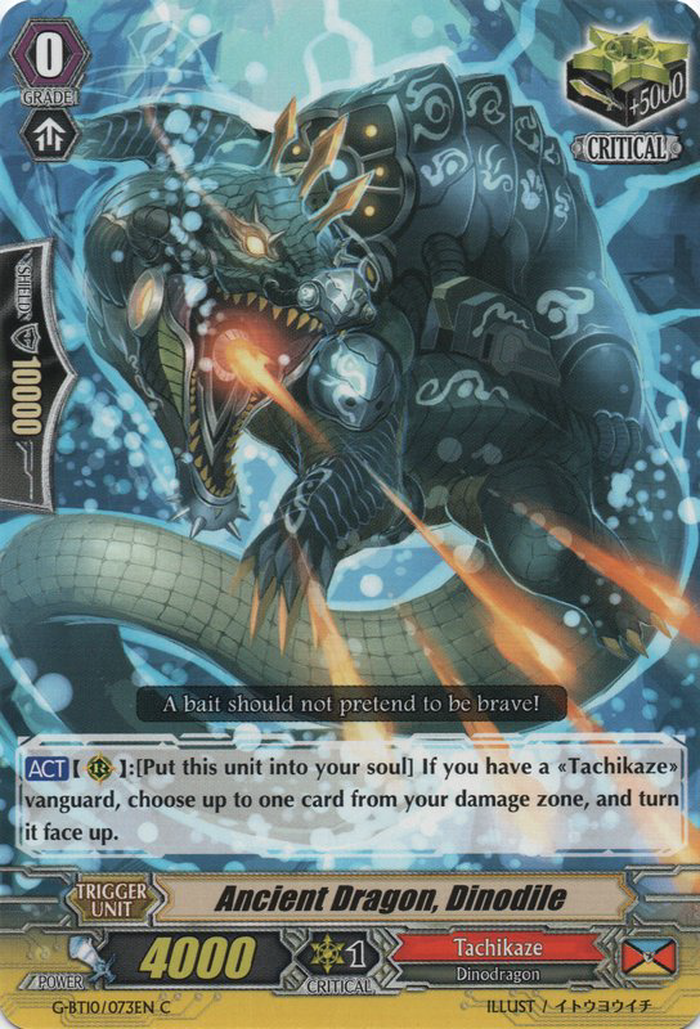 0
GRADE
+5000
CRITICAL
SHIELD
10000
A bait should not pretend to be brave!
ACT【 R 】:[Put this unit into your soul] If you have a «Tachikaze»
vanguard, choose up to one card from your damage zone, and turn
it face up.
TRIGGER
UNIT
Ancient Dragon, Dinodile
POWER
4000
1
CRITICAL
Tachikaze
Dinodragon
G-BT10/073EN C
ILLUST / イトウヨウイチ